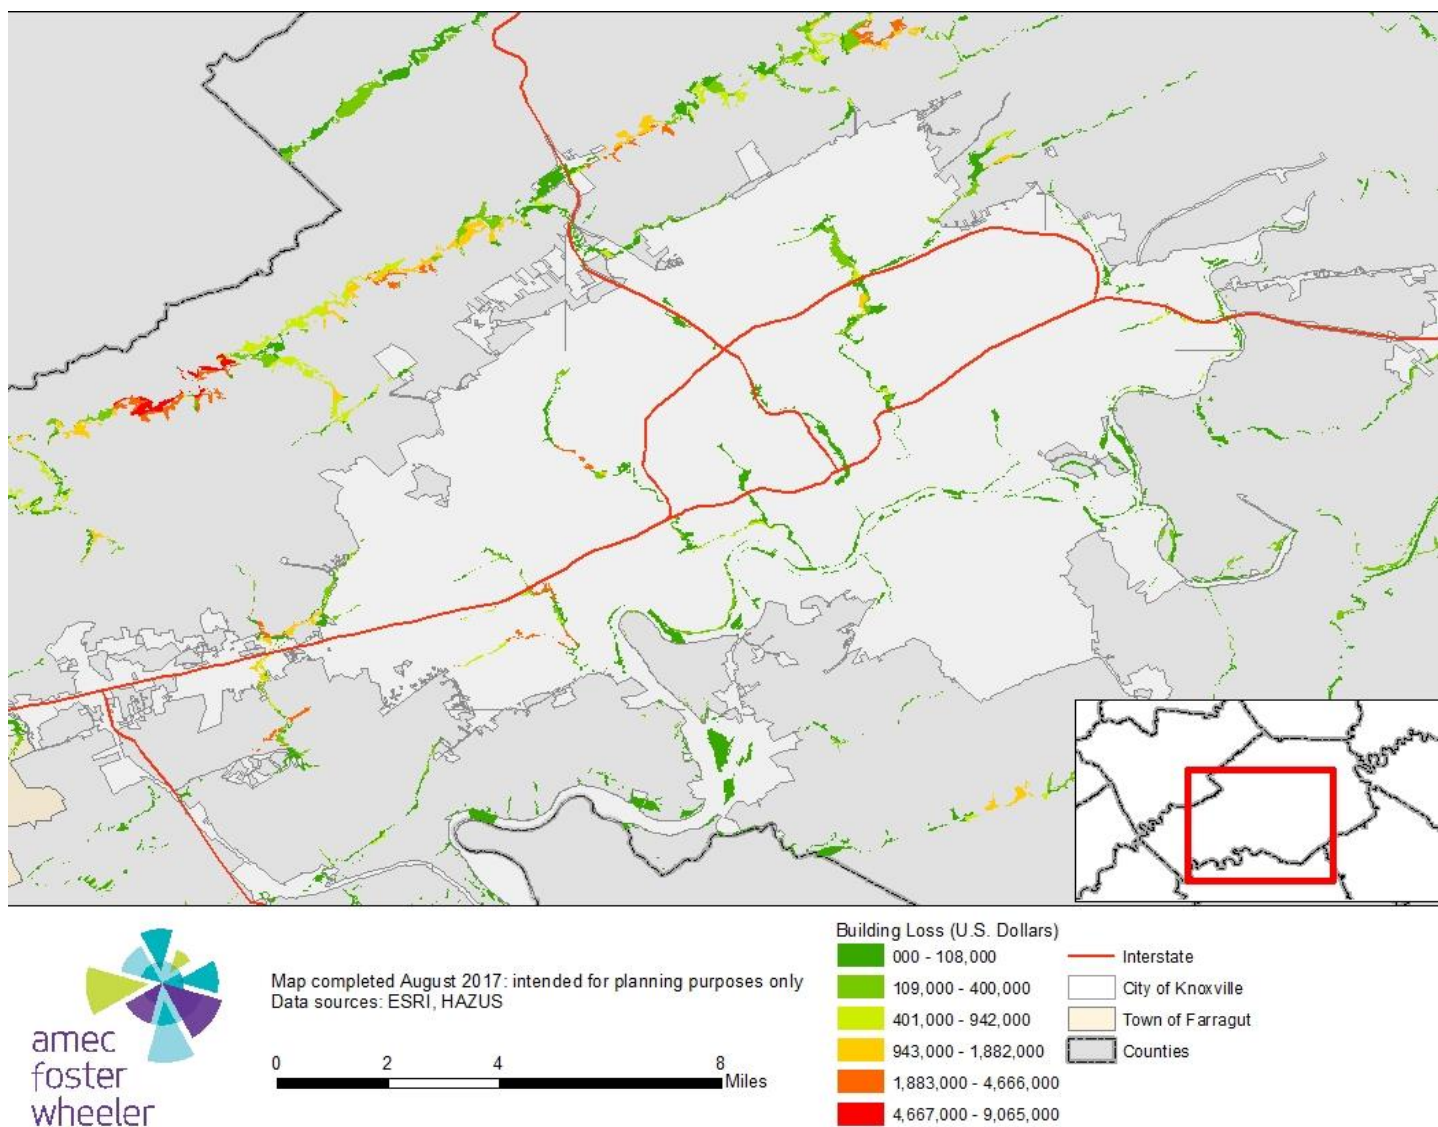 amec
foster
wheeler
Map completed August 2017: intended for planning purposes only
Data sources: ESRI, HAZUS
0 2 4 8
Miles
Building Loss (U.S. Dollars)
000 - 108,000
109,000 - 400,000
401,000 - 942,000
943,000 - 1,882,000
1,883,000 - 4,666,000
4,667,000 - 9,065,000
Interstate
City of Knoxville
Town of Farragut
Counties